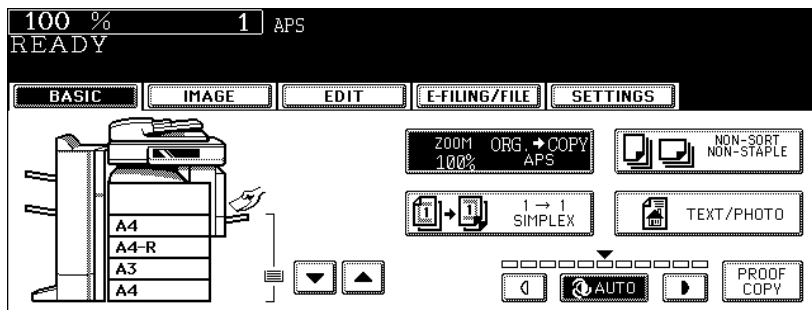 100 % 1 APS
READY
BASIC IMAGE EDIT E-FILING/FILE SETTINGS
ZOOM ORG.➔COPY
100% APS
NON-SORT
NON-STAPLE
1 → 1
SIMPLEX
TEXT/PHOTO
A4
A4-R
A3
A4
AUTO
PROOF
COPY